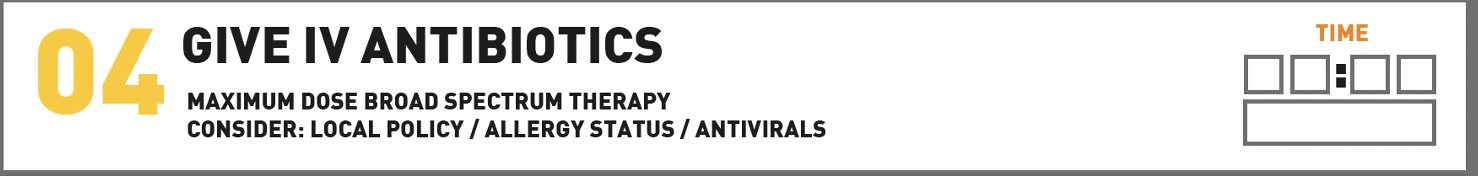 04
GIVE IV ANTIBIOTICS
MAXIMUM DOSE BROAD SPECTRUM THERAPY
CONSIDER: LOCAL POLICY / ALLERGY STATUS / ANTIVIRALS
TIME
: